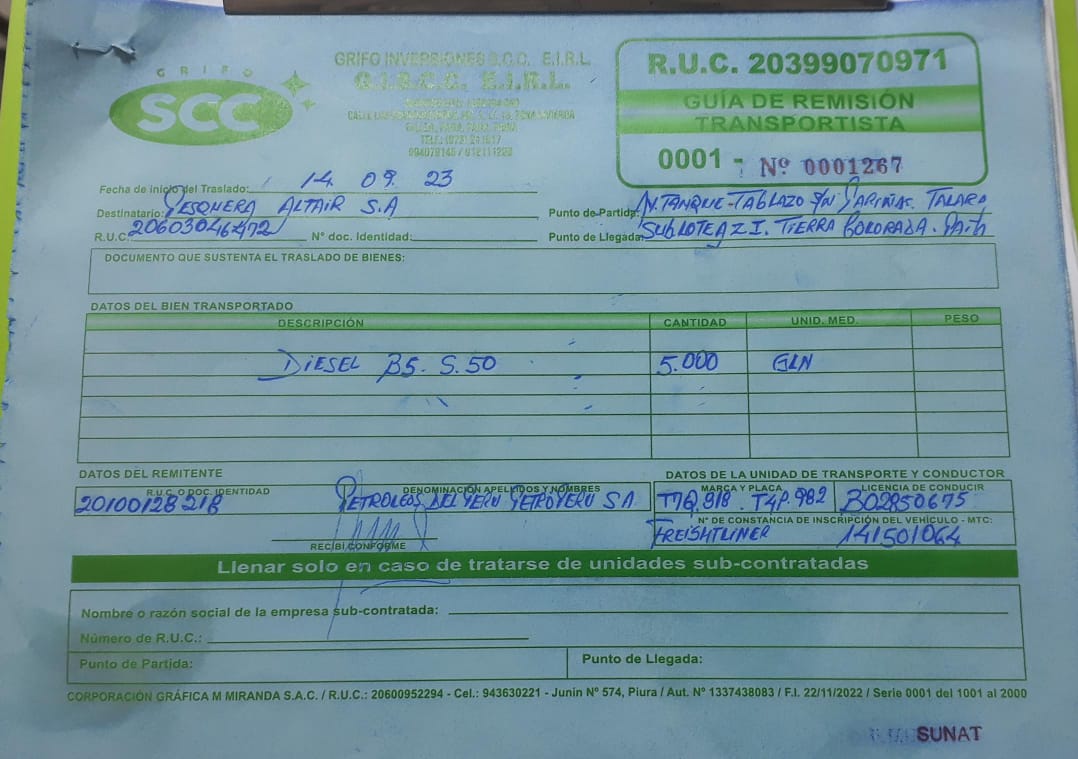 GRIFO
SCC
GRIFO INVERSIONES S.C.C. E.I.R.L.
G.I.S.C.C. E.I.R.L.
R.U.C. 20399070971
GUÍA DE REMISIÓN
TRANSPORTISTA
0001 - Nº 0001267
Fecha de inicio del Traslado: 14 09 23
Destinatario: PESQUERA ALTAIR S.A
Punto de Partida: AV. TANQUE-TABLAZO S/N PARIÑAS. TALARA
R.U.C. 20603046472 Nº doc. Identidad:
Punto de Llegada: SUBLOTE AZ I. TIERRA COLORADA. PAITA
DOCUMENTO QUE SUSTENTA EL TRASLADO DE BIENES:
DATOS DEL BIEN TRANSPORTADO
DESCRIPCIÓN CANTIDAD UNID. MED. PESO
DIESEL B5. S.50 5.000 GLN
DATOS DEL REMITENTE
DATOS DE LA UNIDAD DE TRANSPORTE Y CONDUCTOR
R.U.C. O DOC. IDENTIDAD DENOMINACIÓN APELLIDOS Y NOMBRES MARCA Y PLACA LICENCIA DE CONDUCIR
20100128218 PETROLEOS DEL PERU PETROPERU S A T7Q.918 T4P.982 B02850675
Nº DE CONSTANCIA DE INSCRIPCIÓN DEL VEHÍCULO - MTC:
FREISHTLINER 141501064
RECIBÍ CONFORME
Llenar solo en caso de tratarse de unidades sub-contratadas
Nombre o razón social de la empresa sub-contratada:
Número de R.U.C.:
Punto de Partida: Punto de Llegada:
CORPORACIÓN GRÁFICA M MIRANDA S.A.C. / R.U.C.: 20600952294 - Cel.: 943630221 - Junín Nº 574, Piura / Aut. Nº 1337438083 / F.I. 22/11/2022 / Serie 0001 del 1001 al 2000
SUNAT